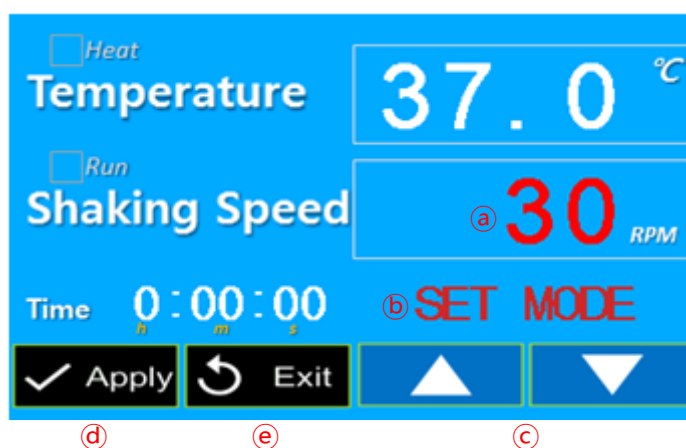 Heat
Temperature 37.0 ℃
Run
Shaking Speed ⓐ 30 RPM
Time 0:00:00 ⓑ SET MODE
h m s
Apply Exit
ⓓ ⓔ ⓒ